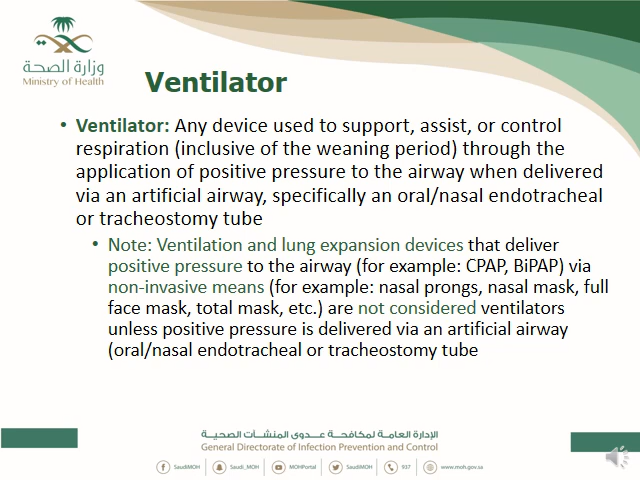 وزارة الصحة
Ministry of Health
Ventilator
• Ventilator: Any device used to support, assist, or control
respiration (inclusive of the weaning period) through the
application of positive pressure to the airway when delivered
via an artificial airway, specifically an oral/nasal endotracheal
or tracheostomy tube
• Note: Ventilation and lung expansion devices that deliver
positive pressure to the airway (for example: CPAP, BiPAP) via
non-invasive means (for example: nasal prongs, nasal mask, full
face mask, total mask, etc.) are not considered ventilators
unless positive pressure is delivered via an artificial airway
(oral/nasal endotracheal or tracheostomy tube
الإدارة العامة لمكافحة عدوى المنشآت الصحية
General Directorate of Infection Prevention and Control
SaudiMOH Saudi_MOH MOHPortal SaudiMOH 937 www.moh.gov.sa